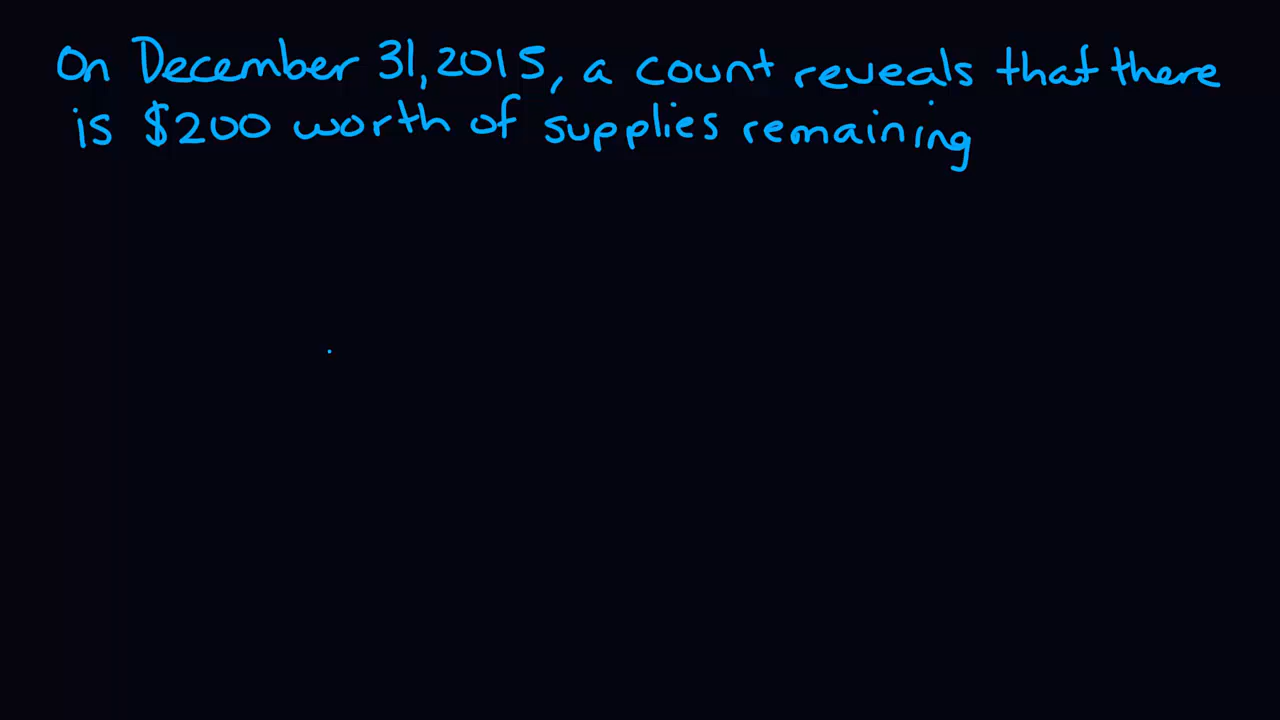 On December 31, 2015, a count reveals that there
is $200 worth of supplies remaining